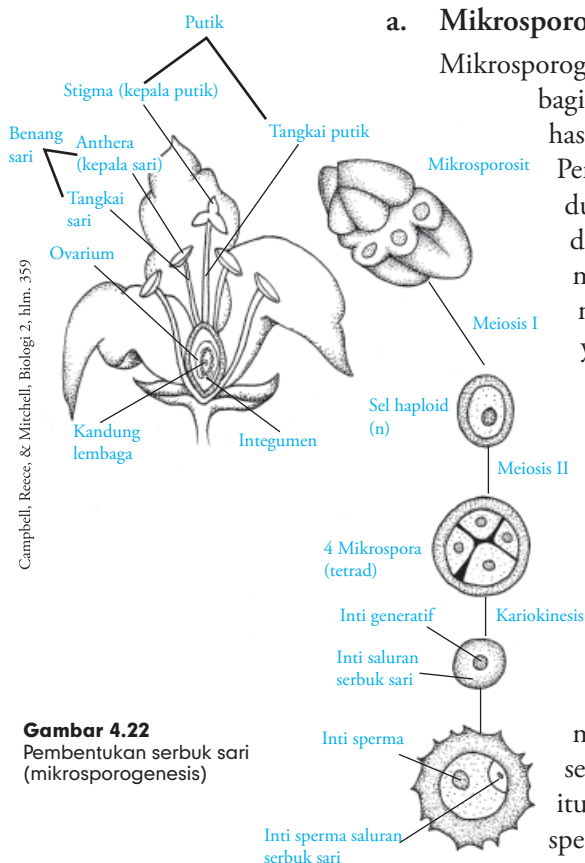 Putik
Stigma (kepala putik)
Benang
sari
Anthera
(kepala sari)
Tangkai putik
Tangkai
sari
Ovarium
Kandung
lembaga
Integumen
Campbell, Reece, & Mitchell, Biologi 2, hlm. 359
Mikrosporosit
Meiosis I
Sel haploid
(n)
Meiosis II
4 Mikrospora
(tetrad)
Inti generatif
Kariokinesis
Inti saluran
serbuk sari
Inti sperma
Inti sperma saluran
serbuk sari
Gambar 4.22
Pembentukan serbuk sari
(mikrosporogenesis)
a. Mikrosporo
Mikrosporog
bagi
has
Per
du
d
n
r
y
n
se
itu
spe